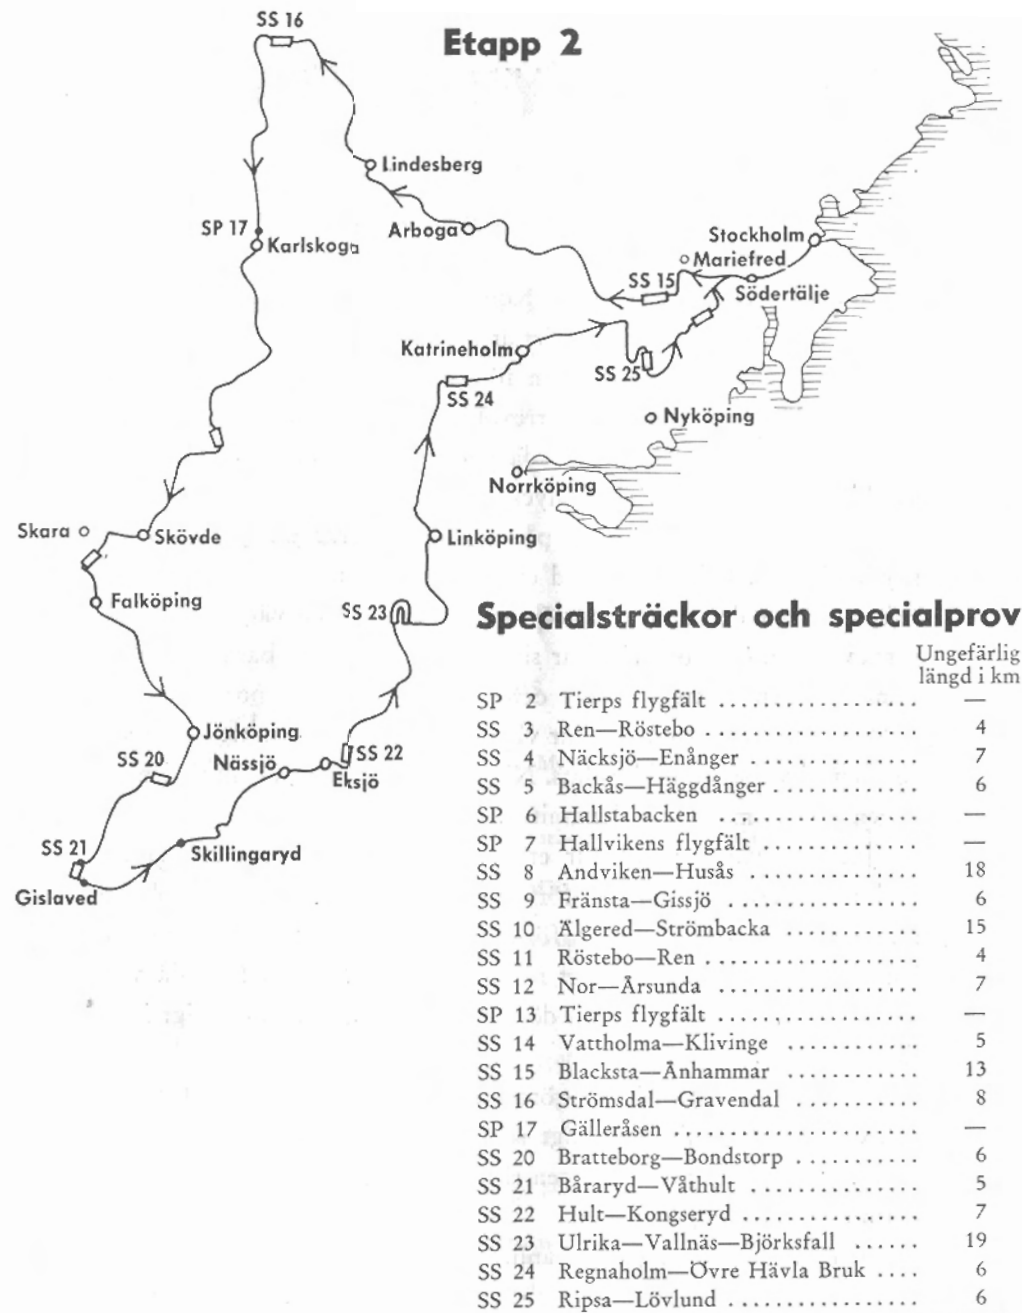 Etapp 2
SS 16
Lindesberg
SP 17
Karlskoga
Arboga
Stockholm
Mariefred
SS 15
Södertälje
Katrineholm
SS 24
SS 25
Nyköping
Norrköping
Skara
Skövde
Linköping
Falköping
SS 23
Jönköping
SS 20
Nässjö
SS 22
Eksjö
SS 21
Skillingaryd
Gislaved
Specialsträckor och specialprov
Ungefärlig
längd i km
SP 2 Tierps flygfält .................... —
SS 3 Ren—Röstebo .................... 4
SS 4 Näcksjö—Enånger ................ 7
SS 5 Backås—Häggdånger .............. 6
SP 6 Hallstabacken .................... —
SP 7 Hallvikens flygfält ................ —
SS 8 Andviken—Husås ................ 18
SS 9 Fränsta—Gissjö .................. 6
SS 10 Älgered—Strömbacka ............ 15
SS 11 Röstebo—Ren .................... 4
SS 12 Nor—Årsunda .................. 7
SP 13 Tierps flygfält .................... —
SS 14 Vattholma—Klivinge ............ 5
SS 15 Blacksta—Änhammar ............ 13
SS 16 Strömsdal—Gravendal ............ 8
SP 17 Gälleråsen ...................... —
SS 20 Bratteborg—Bondstorp ............ 6
SS 21 Båraryd—Våthult ................ 5
SS 22 Hult—Kongseryd ................ 7
SS 23 Ulrika—Vallnäs—Björksfall ...... 19
SS 24 Regnaholm—Övre Hävla Bruk .... 6
SS 25 Ripsa—Lövlund .................. 6